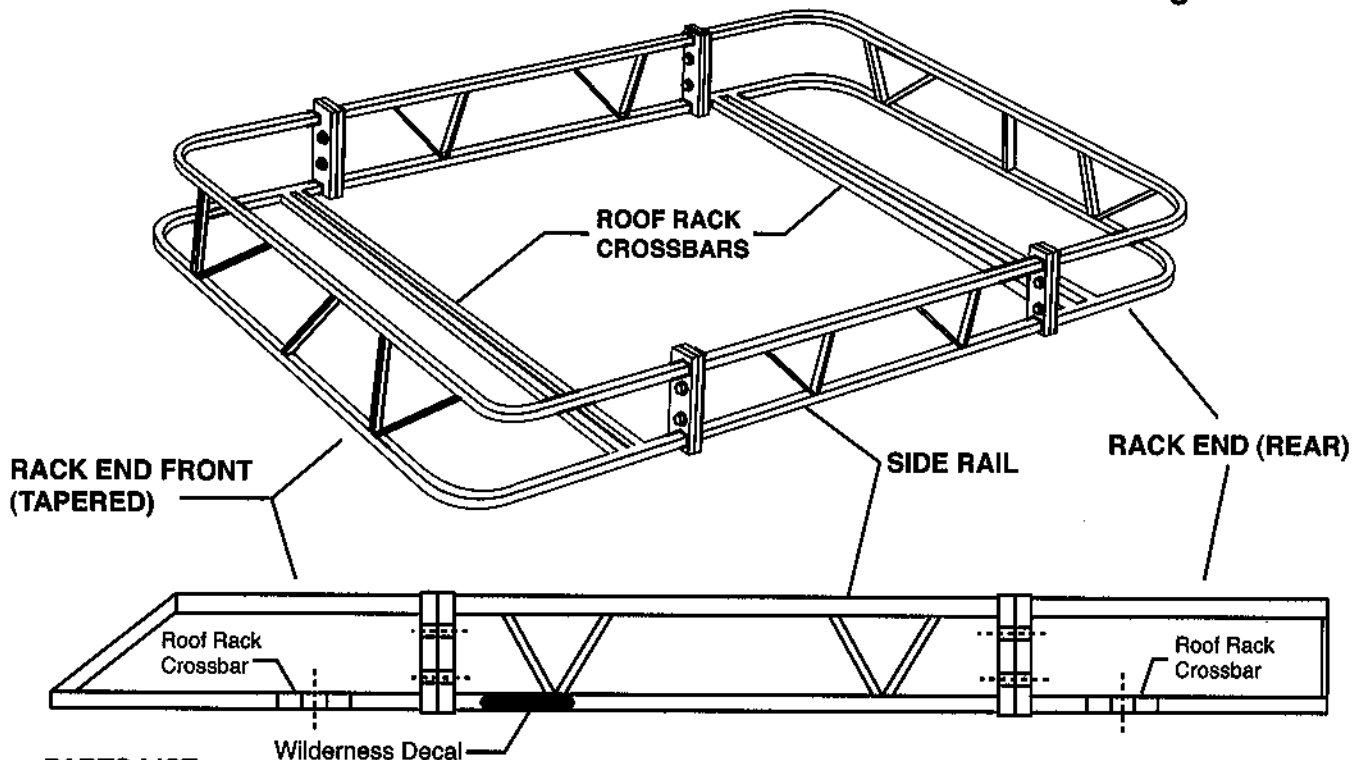 ROOF RACK
CROSSBARS
RACK END FRONT
(TAPERED)
SIDE RAIL
RACK END (REAR)
Roof Rack
Crossbar
Roof Rack
Crossbar
Wilderness Decal